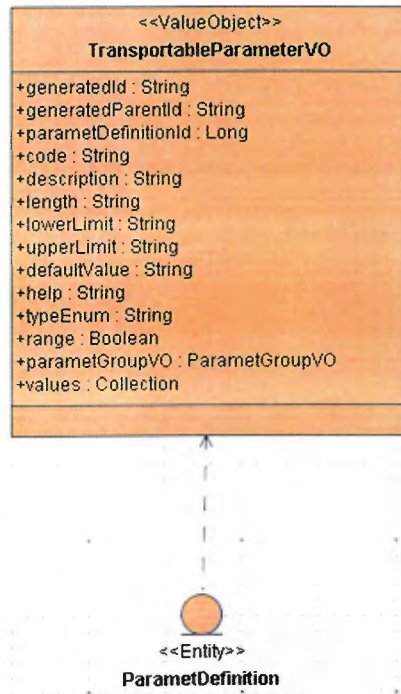 <<ValueObject>>
TransportableParameterVO
+generatedId : String
+generatedParentId : String
+parametDefinitionId : Long
+code : String
+description : String
+length : String
+lowerLimit : String
+upperLimit : String
+defaultValue : String
+help : String
+typeEnum : String
+range : Boolean
+parametGroupVO : ParametGroupVO
+values : Collection
<<Entity>>
ParametDefinition